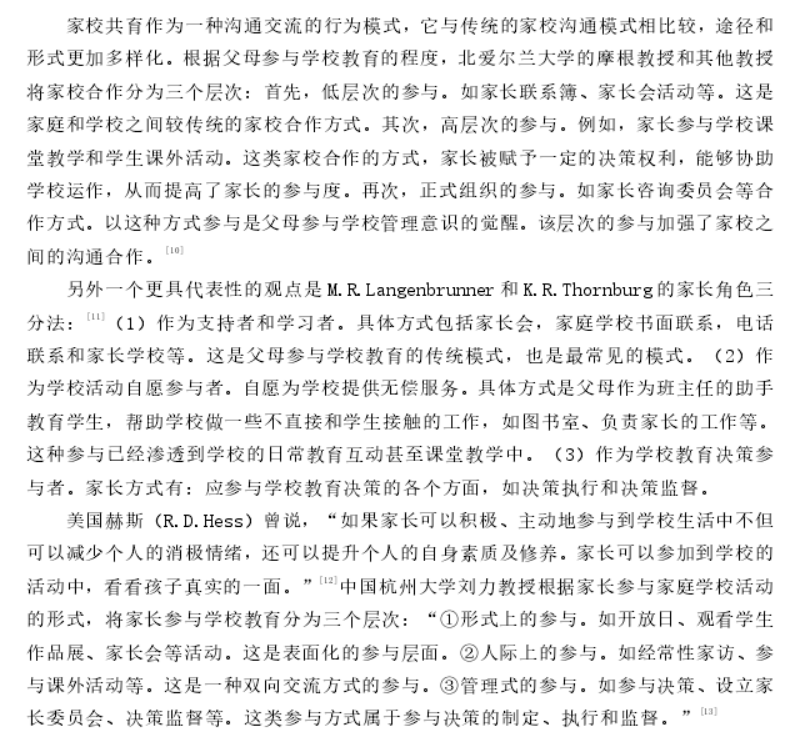 家校共育作为一种沟通交流的行为模式，它与传统的家校沟通模式相比较，途径和
形式更加多样化。根据父母参与学校教育的程度，北爱尔兰大学的摩根教授和其他教授
将家校合作分为三个层次：首先，低层次的参与。如家长联系簿、家长会活动等。这是
家庭和学校之间较传统的家校合作方式。其次，高层次的参与。例如，家长参与学校课
堂教学和学生课外活动。这类家校合作的方式，家长被赋予一定的决策权利，能够协助
学校运作，从而提高了家长的参与度。再次，正式组织的参与。如家长咨询委员会等合
作方式。以这种方式参与是父母参与学校管理意识的觉醒。该层次的参与加强了家校之
间的沟通合作。[10]
另外一个更具代表性的观点是 M.R.Langenbrunner 和 K.R.Thornburg 的家长角色三
分法：[11]（1）作为支持者和学习者。具体方式包括家长会，家庭学校书面联系，电话
联系和家长学校等。这是父母参与学校教育的传统模式，也是最常见的模式。（2）作
为学校活动自愿参与者。自愿为学校提供无偿服务。具体方式是父母作为班主任的助手
教育学生，帮助学校做一些不直接和学生接触的工作，如图书室、负责家长的工作等。
这种参与已经渗透到学校的日常教育互动甚至课堂教学中。（3）作为学校教育决策参
与者。家长方式有：应参与学校教育决策的各个方面，如决策执行和决策监督。
美国赫斯（R.D.Hess）曾说，“如果家长可以积极、主动地参与到学校生活中不但
可以减少个人的消极情绪，还可以提升个人的自身素质及修养。家长可以参加到学校的
活动中，看看孩子真实的一面。”[12]中国杭州大学刘力教授根据家长参与家庭学校活动
的形式，将家长参与学校教育分为三个层次：“①形式上的参与。如开放日、观看学生
作品展、家长会等活动。这是表面化的参与层面。②人际上的参与。如经常性家访、参
与课外活动等。这是一种双向交流方式的参与。③管理式的参与。如参与决策、设立家
长委员会、决策监督等。这类参与方式属于参与决策的制定、执行和监督。”[13]